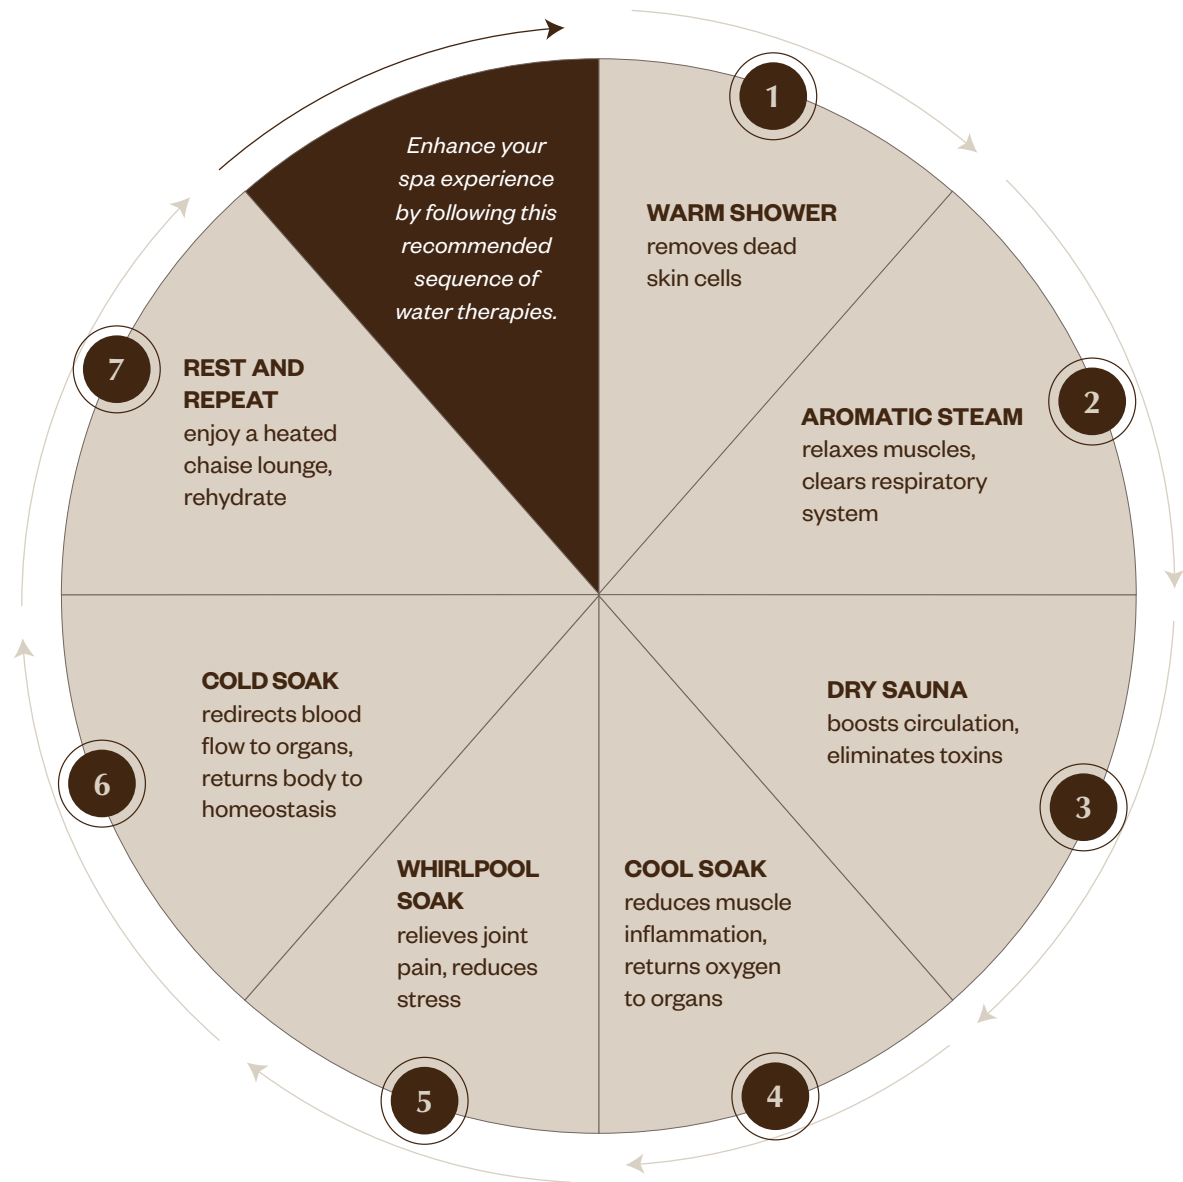 Enhance your
spa experience
by following this
recommended
sequence of
water therapies.
1
WARM SHOWER
removes dead
skin cells
2
AROMATIC STEAM
relaxes muscles,
clears respiratory
system
3
DRY SAUNA
boosts circulation,
eliminates toxins
4
COOL SOAK
reduces muscle
inflammation,
returns oxygen
to organs
5
WHIRLPOOL
SOAK
relieves joint
pain, reduces
stress
6
COLD SOAK
redirects blood
flow to organs,
returns body to
homeostasis
7
REST AND
REPEAT
enjoy a heated
chaise lounge,
rehydrate